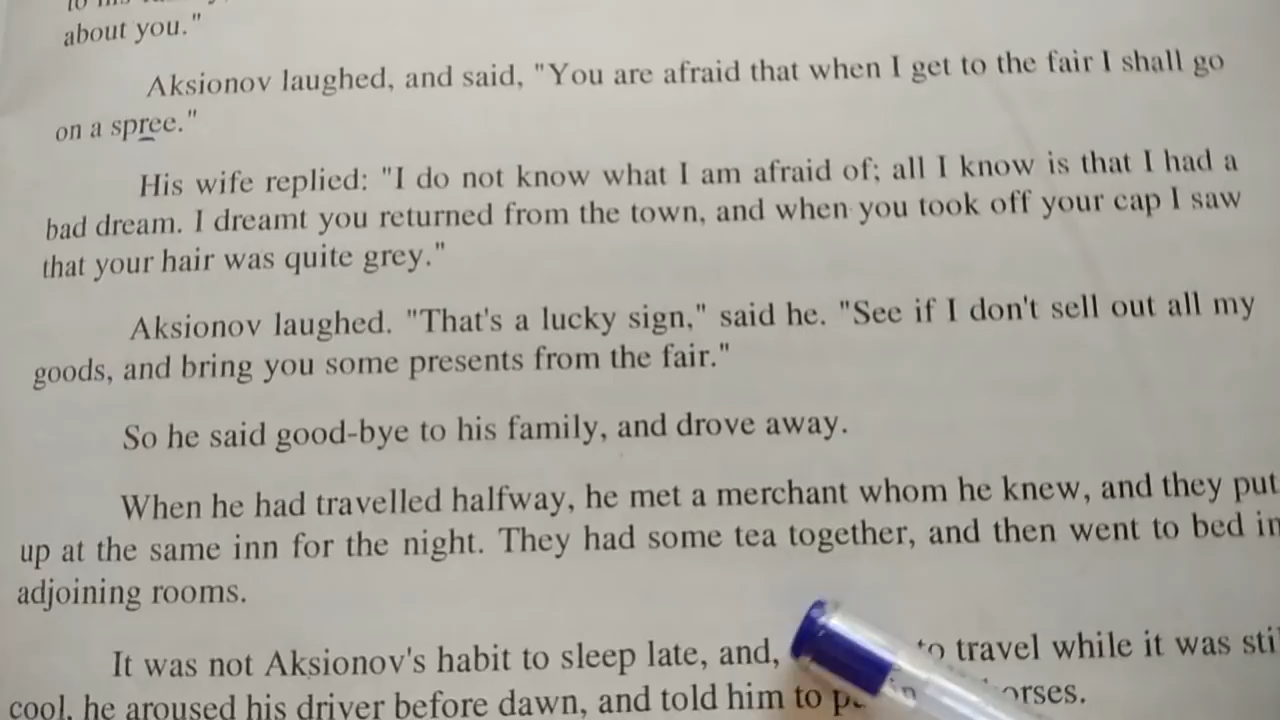 about you."
Aksionov laughed, and said, "You are afraid that when I get to the fair I shall go
on a spree."
His wife replied: "I do not know what I am afraid of; all I know is that I had a
bad dream. I dreamt you returned from the town, and when you took off your cap I saw
that your hair was quite grey."
Aksionov laughed. "That's a lucky sign," said he. "See if I don't sell out all my
goods, and bring you some presents from the fair."
So he said good-bye to his family, and drove away.
When he had travelled halfway, he met a merchant whom he knew, and they put
up at the same inn for the night. They had some tea together, and then went to bed in
adjoining rooms.
It was not Aksionov's habit to sleep late, and, to travel while it was
cool, he aroused his driver before dawn, and told him to